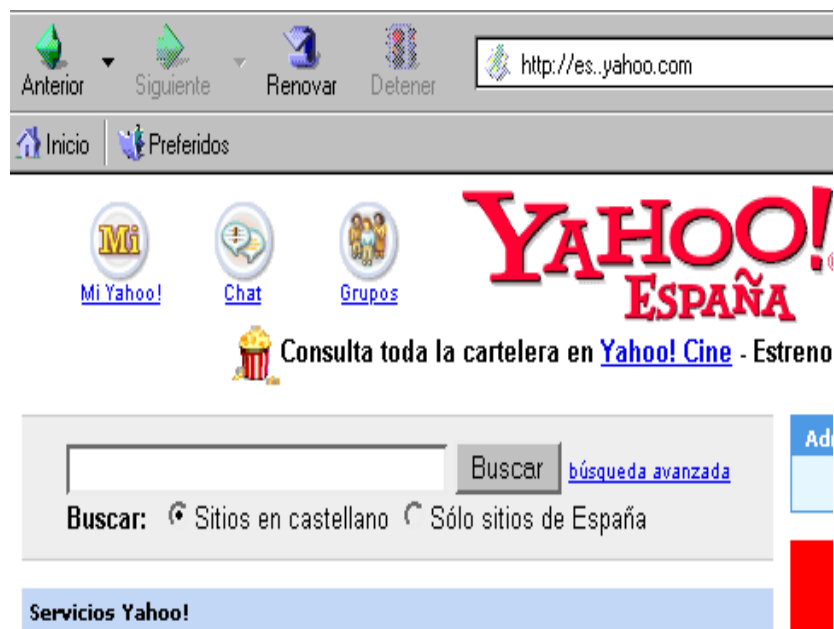 Anterior Siguiente Renovar Detener http://es..yahoo.com
Inicio Preferidos
Mi
YAHOO!
ESPAÑA
Mi Yahoo! Chat Grupos
Consulta toda la cartelera en Yahoo! Cine - Estreno
Buscar búsqueda avanzada
Buscar: Sitios en castellano Sólo sitios de España
Servicios Yahoo!